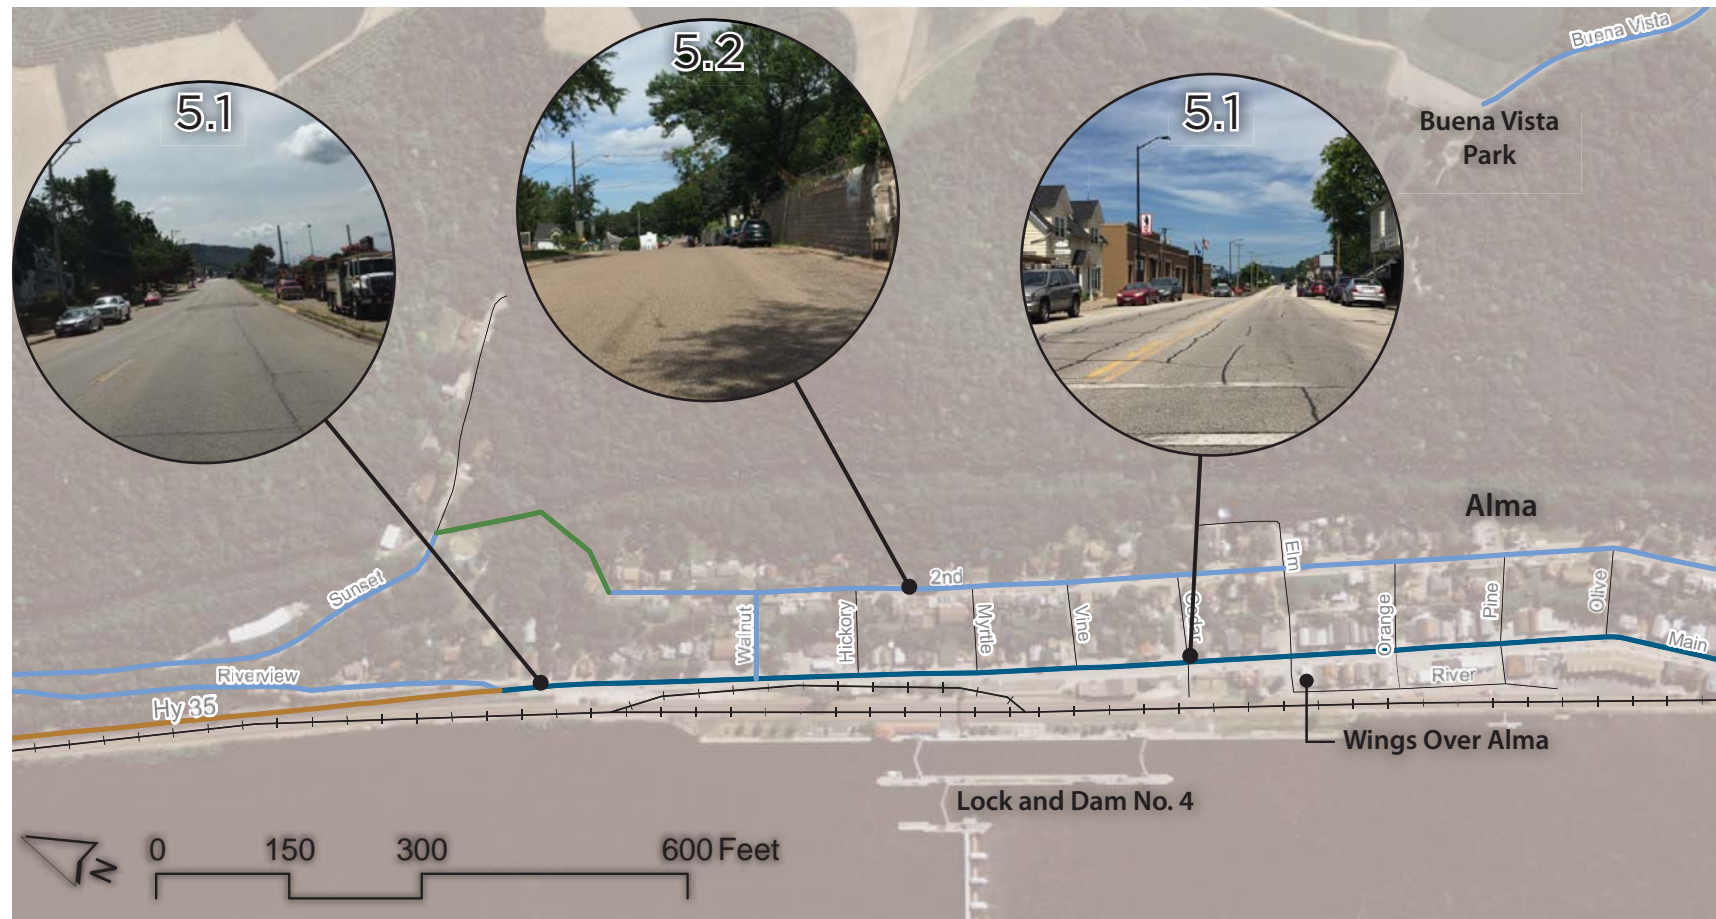 5.1
5.2
5.1
Buena Vista
Buena Vista
Park
Alma
Sunset
Riverview
Hy 35
2nd
Walnut
Hickory
Myrtle
Vine
Cedar
Elm
Orange
Pine
Olive
Main
River
Wings Over Alma
Lock and Dam No. 4
N
0 150 300 600 Feet